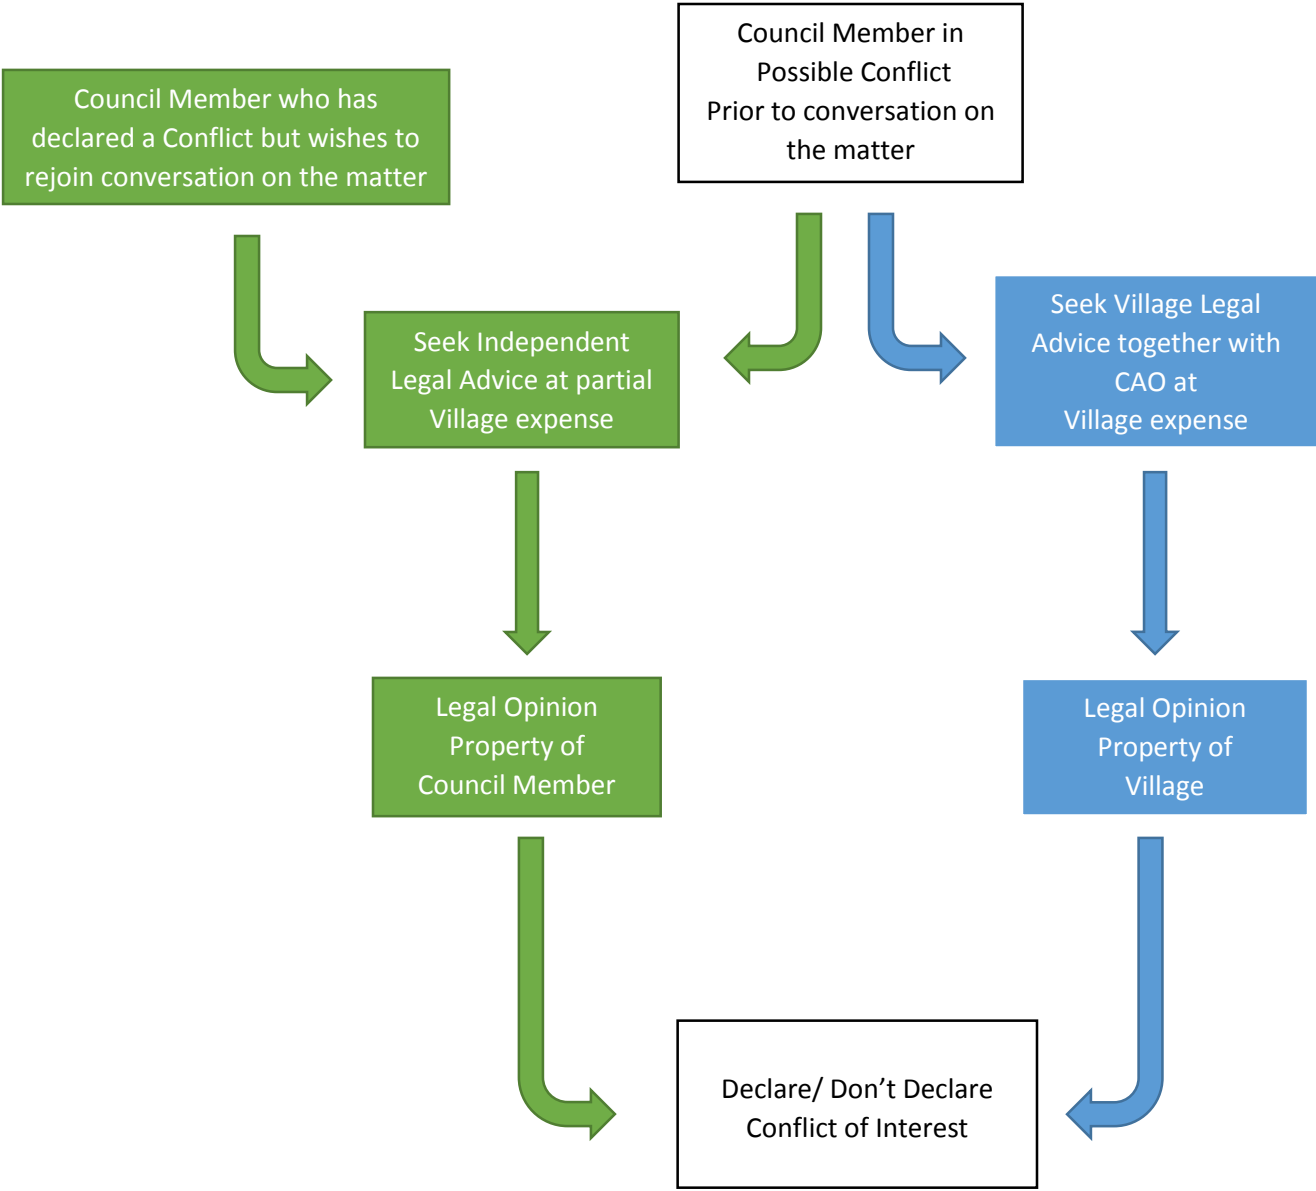 Council Member in
Possible Conflict
Prior to conversation on
the matter
Council Member who has
declared a Conflict but wishes to
rejoin conversation on the matter
Seek Independent
Legal Advice at partial
Village expense
Seek Village Legal
Advice together with
CAO at
Village expense
Legal Opinion
Property of
Council Member
Legal Opinion
Property of
Village
Declare/ Don’t Declare
Conflict of Interest